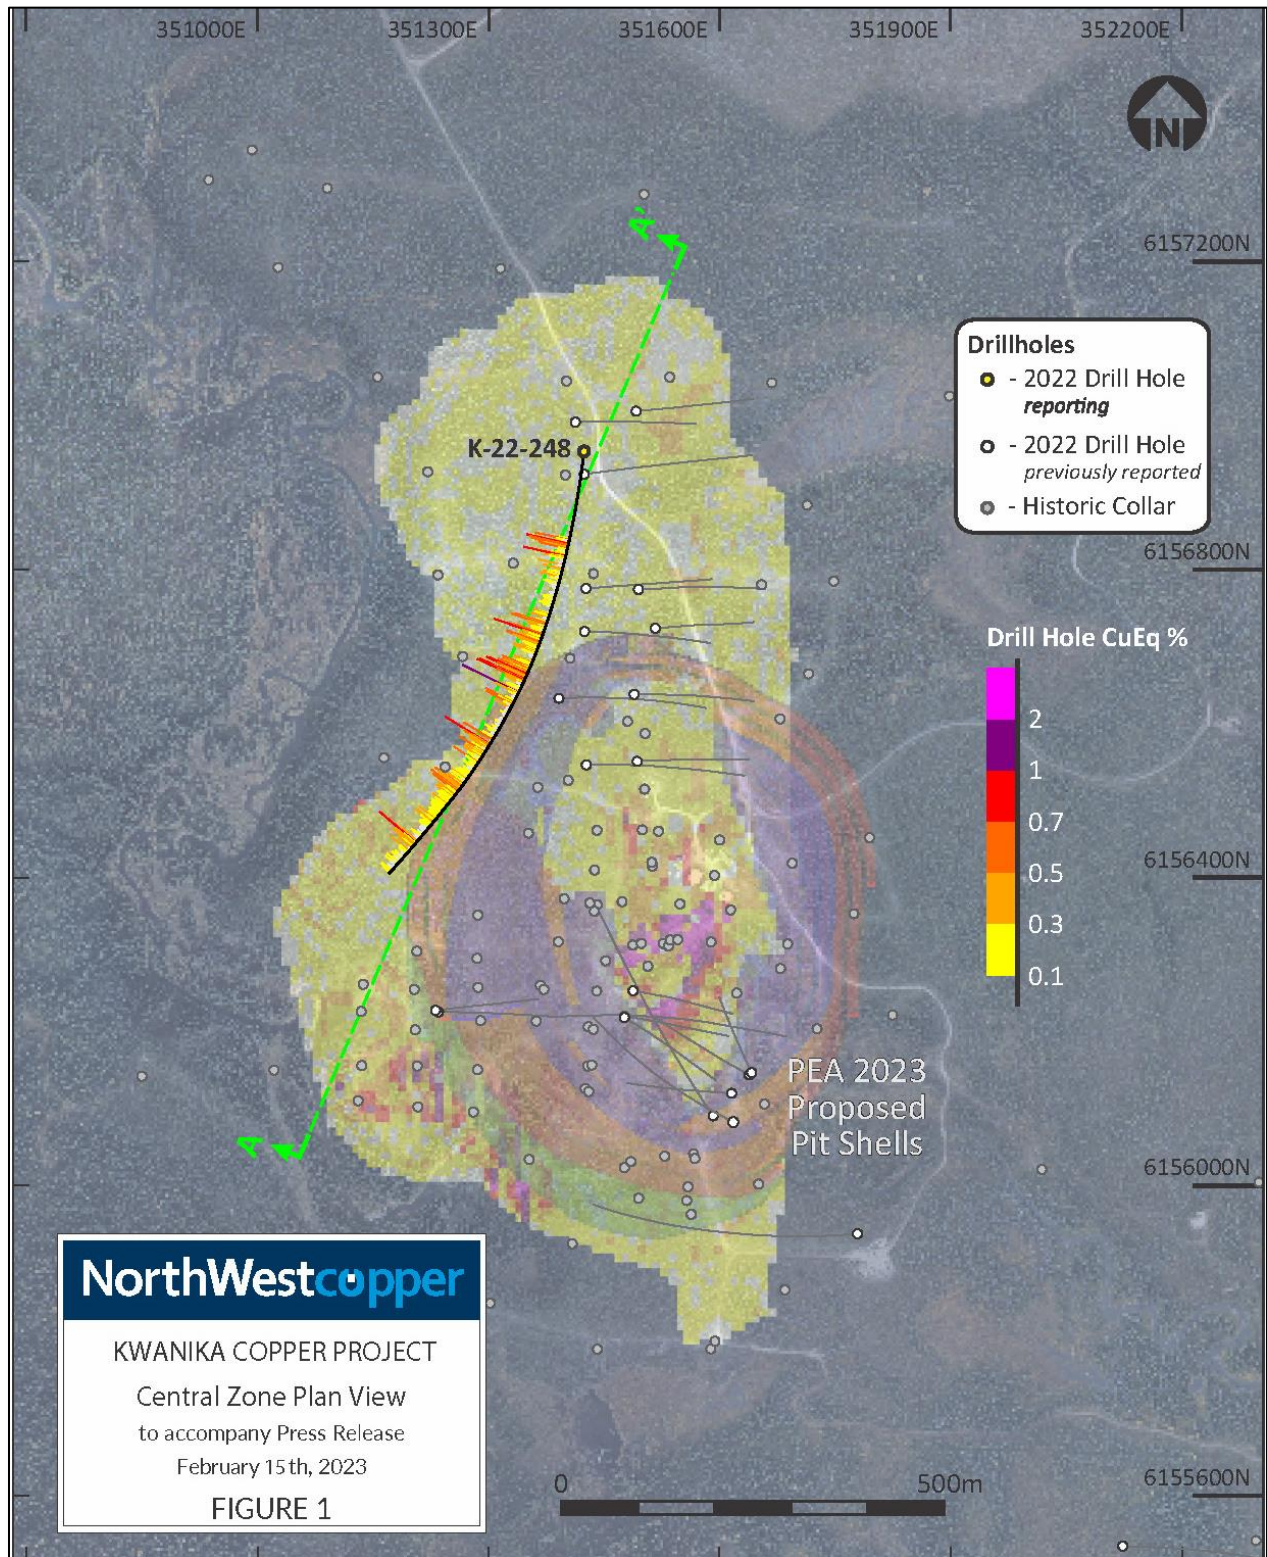 351000E
351300E
351600E
351900E
352200E
N
A'
6157200N
Drillholes
- 2022 Drill Hole
reporting
- 2022 Drill Hole
previously reported
- Historic Collar
K-22-248
6156800N
Drill Hole CuEq %
2
1
0.7
0.5
0.3
0.1
6156400N
PEA 2023
Proposed
Pit Shells
A
6156000N
NorthWestcopper
KWANIKA COPPER PROJECT
Central Zone Plan View
to accompany Press Release
February 15th, 2023
FIGURE 1
0
500m
6155600N